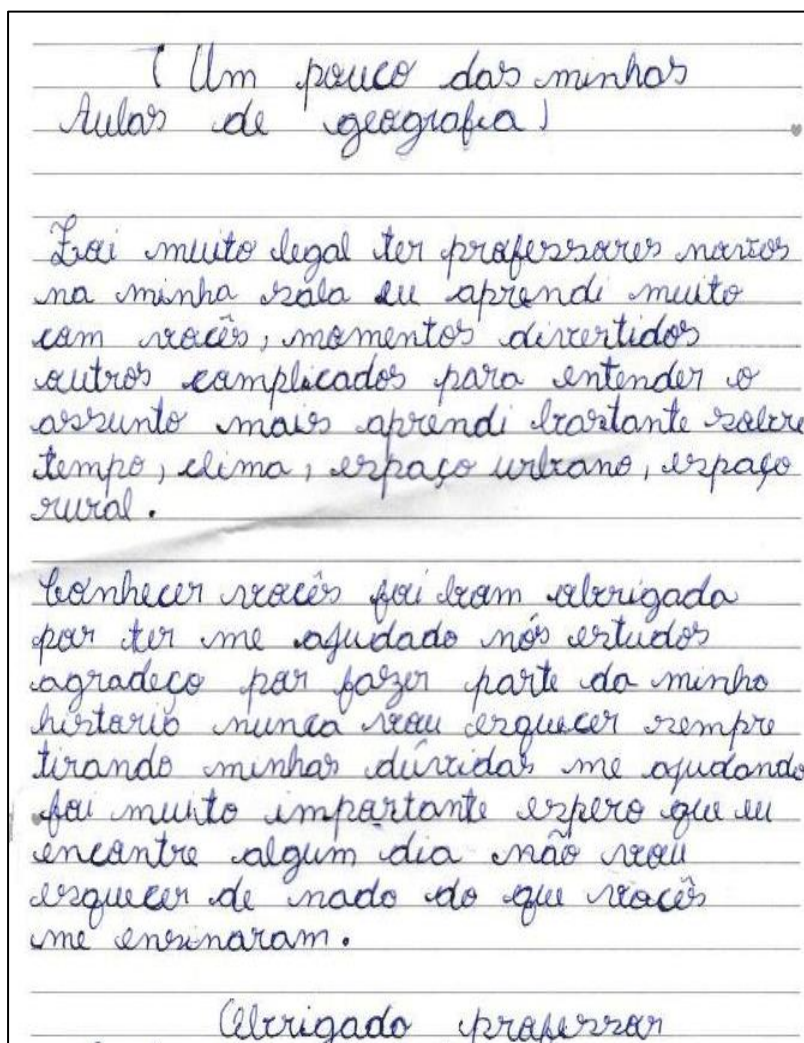 (Um pouco das minhas
Aulas de geografia)
Foi muito legal ter professores novos
na minha sala eu aprendi muito
com vocês, momentos divertidos
outros complicados para entender o
assunto mais aprendi bastante sobre
tempo, clima, espaço urbano, espaço
rural.
Conhecer vocês foi bom obrigada
por ter me ajudado nós estudos
agradeço por fazer parte da minho
historio nunca vou esquecer sempre
tirando minhas dúvidas me ajudando
foi muito importante espero que eu
encontre algum dia não vou
esquecer de nado do que vocês
me ensinaram.
Obrigado professor